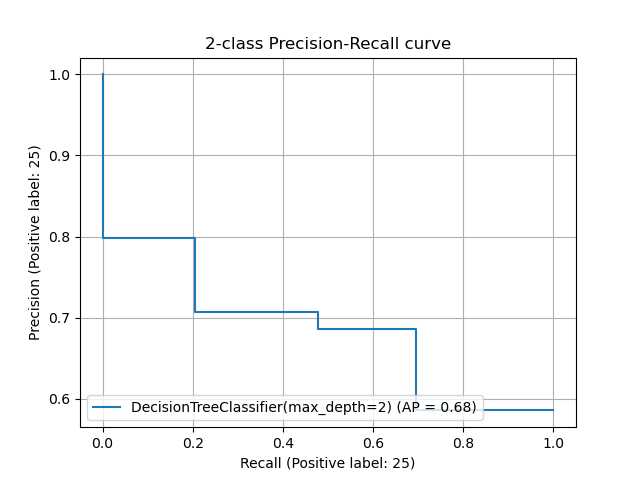 2-class Precision-Recall curve
Precision (Positive label: 25)
1.0
0.9
0.8
0.7
0.6
DecisionTreeClassifier(max_depth=2) (AP = 0.68)
0.0 0.2 0.4 0.6 0.8 1.0
Recall (Positive label: 25)